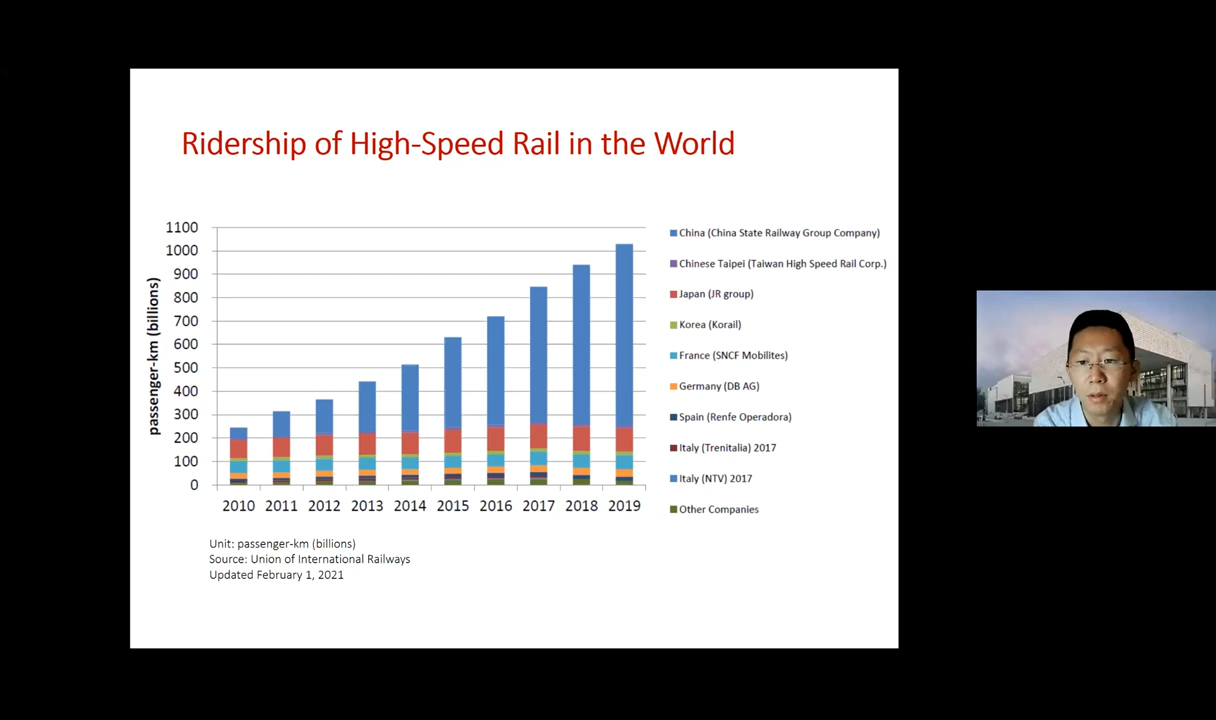 Ridership of High-Speed Rail in the World
passenger-km (billions)
1100
1000
900
800
700
600
500
400
300
200
100
0
2010 2011 2012 2013 2014 2015 2016 2017 2018 2019
China (China State Railway Group Company)
Chinese Taipei (Taiwan High Speed Rail Corp.)
Japan (JR group)
Korea (Korail)
France (SNCF Mobilites)
Germany (DB AG)
Spain (Renfe Operadora)
Italy (Trenitalia) 2017
Italy (NTV) 2017
Other Companies
Unit: passenger-km (billions)
Source: Union of International Railways
Updated February 1, 2021